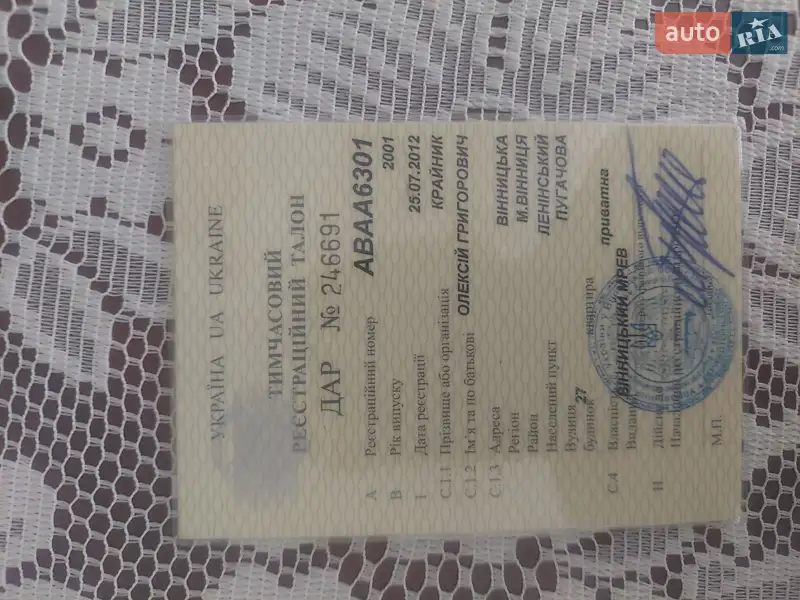 auto RIA .com
УКРАЇНА UA UKRAINE
ТИМЧАСОВИЙ
РЕЄСТРАЦІЙНИЙ ТАЛОН
ДАР № 246691
A Реєстраційний номер АВАА6301
B Рік випуску 2001
I Дата реєстрації 25.07.2012
C.1.1 Прізвище або організація КРАЙНИК
C.1.2 Ім'я та по батькові ОЛЕКСІЙ ГРИГОРОВИЧ
C.1.3 Адреса
Регіон ВІННИЦЬКА
Район М.ВІННИЦЯ
Населений пункт ЛЕНІНСЬКИЙ
Вулиця ПУГАЧОВА
будинок 27 квартира
C.4 приватна
ВІННИЦЬКИЙ МРЕВ
H
М.П.